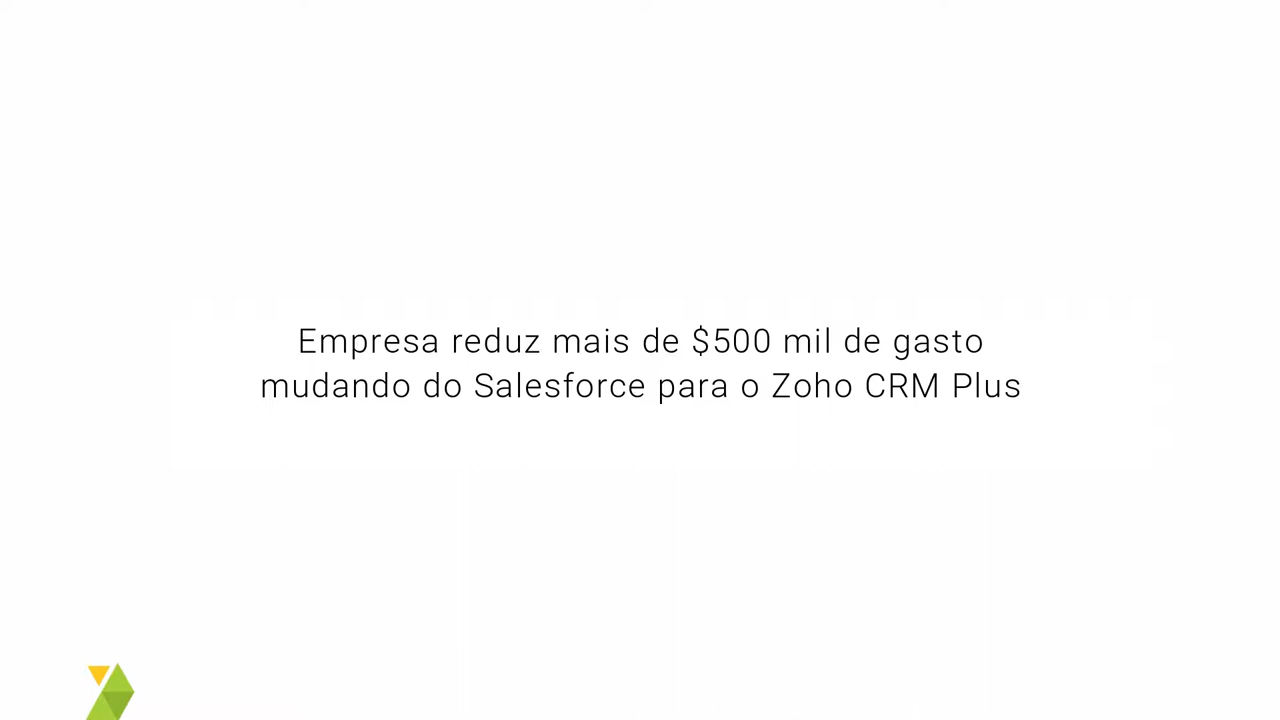 Empresa reduz mais de $500 mil de gasto
mudando do Salesforce para o Zoho CRM Plus